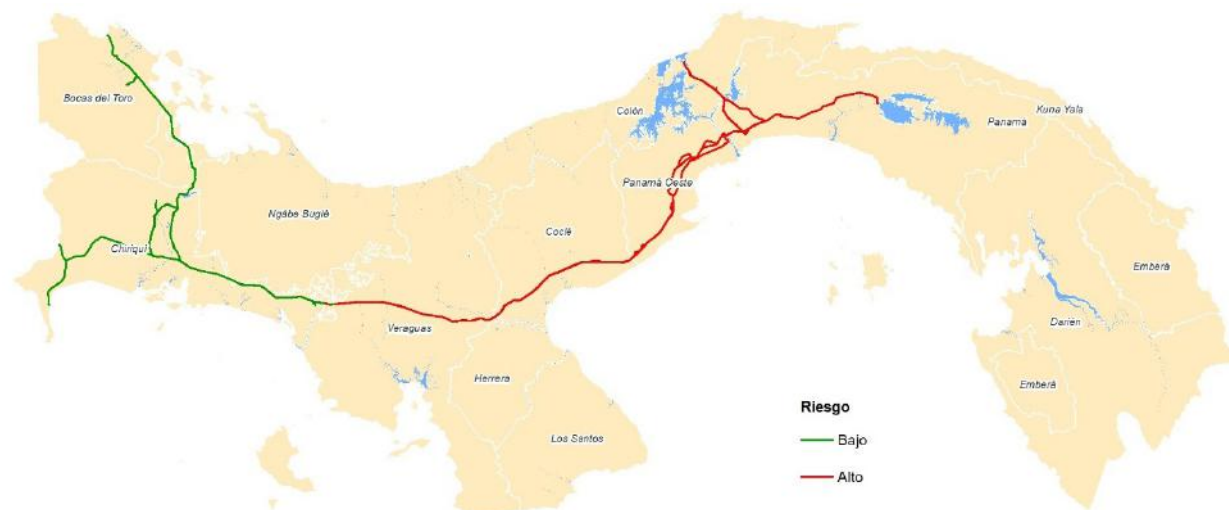 Bocas del Toro
Colón
Kuna Yala
Panamá
Panamá Oeste
Ngäbe Buglé
Coclé
Chiriquí
Emberá
Veraguas
Darién
Herrera
Emberá
Los Santos
Riesgo
Bajo
Alto